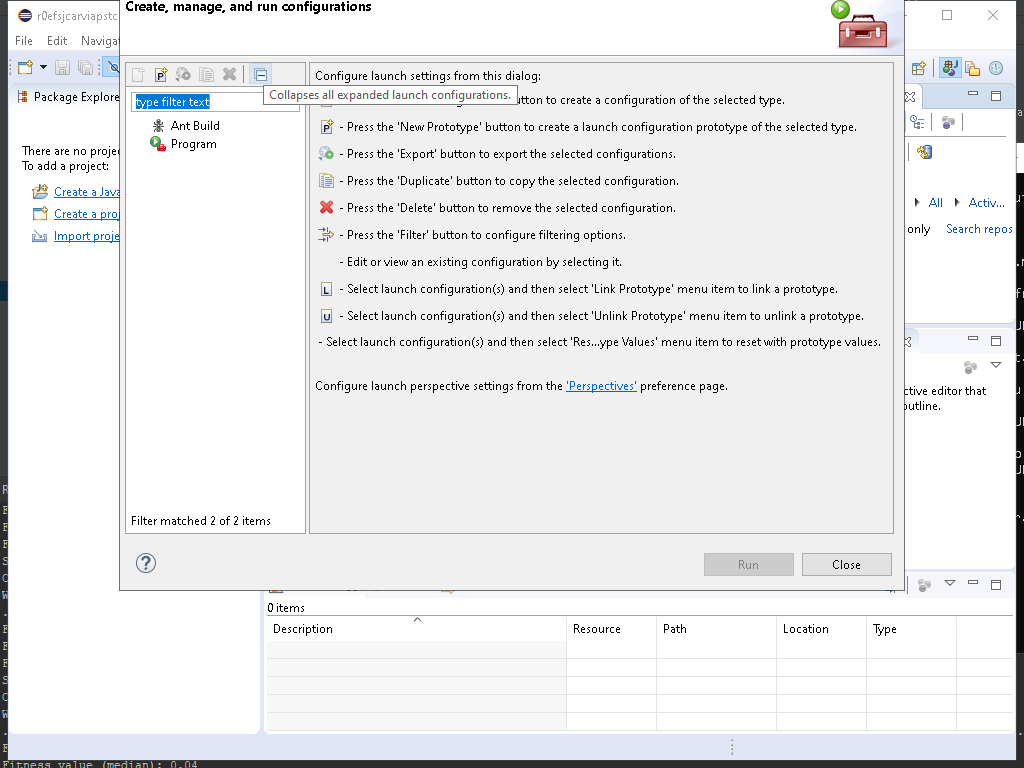 Create, manage, and run configurations
r0efsjcarviapstc
File Edit Navigat
Configure launch settings from this dialog:
Collapses all expanded launch configurations.
Package Explore
type filter text
utton to create a configuration of the selected type.
Ant Build
- Press the 'New Prototype' button to create a launch configuration prototype of the selected type.
Program
There are no projec
- Press the 'Export' button to export the selected configurations.
To add a project:
- Press the 'Duplicate' button to copy the selected configuration.
Create a Java
Create a proj
Import proje
- Press the 'Delete' button to remove the selected configuration.
All Activ...
- Press the 'Filter' button to configure filtering options.
only Search repos
- Edit or view an existing configuration by selecting it.
L - Select launch configuration(s) and then select 'Link Prototype' menu item to link a prototype.
U - Select launch configuration(s) and then select 'Unlink Prototype' menu item to unlink a prototype.
- Select launch configuration(s) and then select 'Res...ype Values' menu item to reset with prototype values.
Configure launch perspective settings from the 'Perspectives' preference page.
ctive editor that
outline.
Filter matched 2 of 2 items
Run Close
0 items
Description Resource Path Location Type
Fitness value (median): 0.04